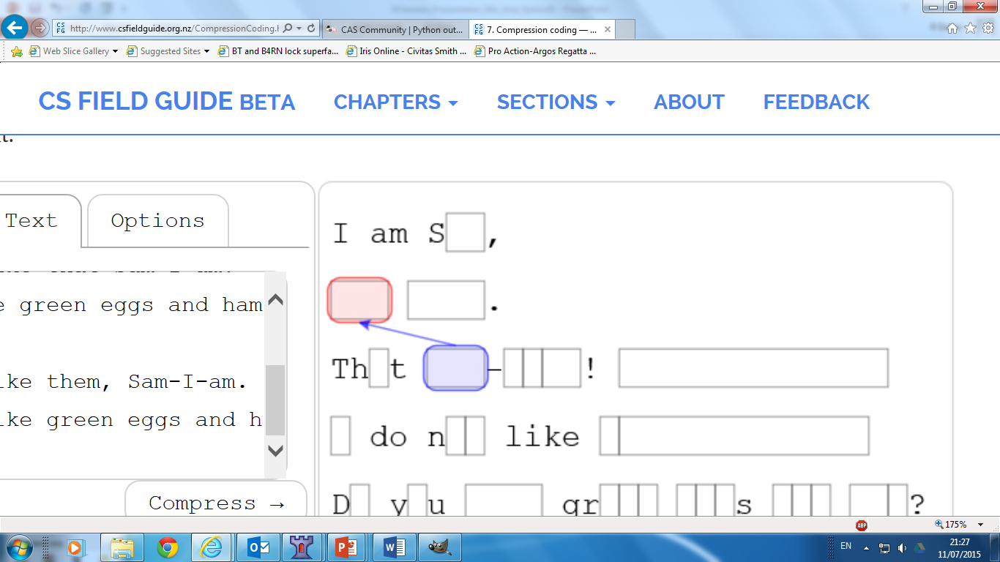 http://www.csfieldguide.org.nz/CompressionCoding.h
CAS Community | Python out...
7. Compression coding — ...
Web Slice Gallery
Suggested Sites
BT and B4RN lock superfa...
Iris Online - Civitas Smith ...
Pro Action-Argos Regatta ...
CS FIELD GUIDE BETA
CHAPTERS
SECTIONS
ABOUT
FEEDBACK
Text
Options
e green eggs and ham
ike them, Sam-I-am.
ike green eggs and h
Compress →
I am S ,
.
Th t - !
do n like
D y u gr s ?
ABP
175%
EN
21:27
11/07/2015